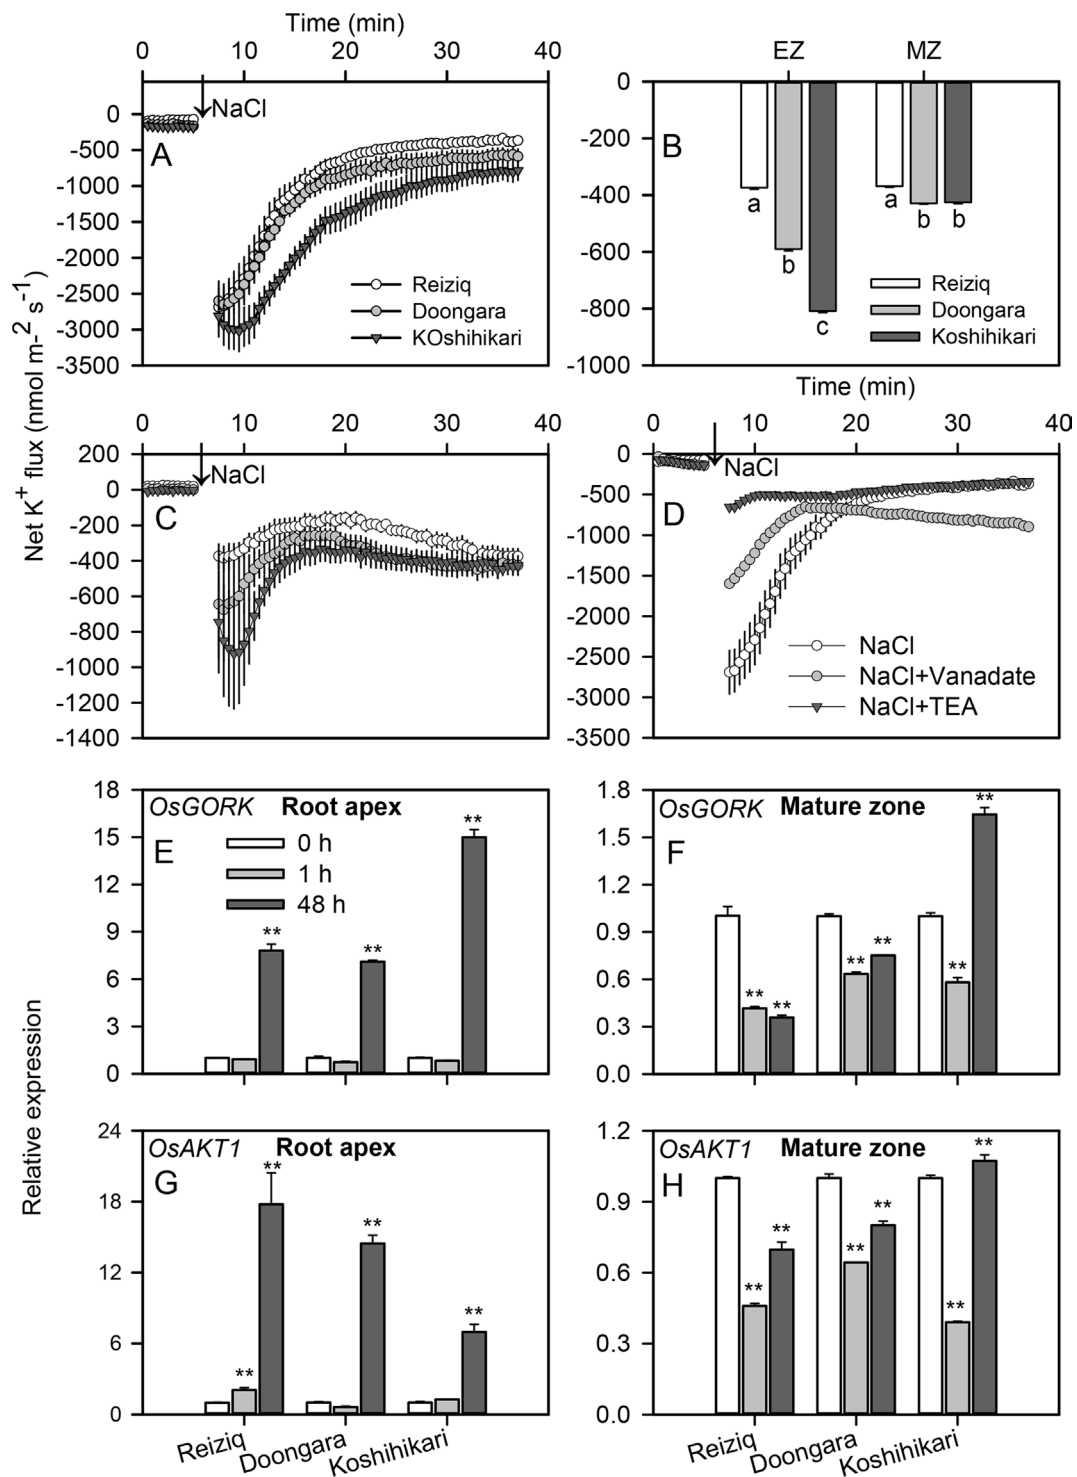 Time (min)
0 10 20 30 40
EZ MZ
Net K+ flux (nmol m-2 s-1)
0
-500
-1000
-1500
-2000
-2500
-3000
-3500
NaCl
A
Reiziq
Doongara
KOshihikari
0
-200
-400
-600
-800
-1000
B
a
b
c
a
b
b
Reiziq
Doongara
Koshihikari
0 10 20 30 40
200
0
-200
-400
-600
-800
-1000
-1200
-1400
NaCl
C
Time (min)
0 10 20 30 40
0
-500
-1000
-1500
-2000
-2500
-3000
-3500
NaCl
D
NaCl
NaCl+Vanadate
NaCl+TEA
Relative expression
18
15
12
9
6
3
0
OsGORK Root apex
E
0 h
1 h
48 h
** ** **
1.8
1.5
1.2
0.9
0.6
0.3
0.0
OsGORK Mature zone
F
** ** ** ** ** **
24
18
12
6
0
OsAKT1 Root apex
G
** ** ** **
Reiziq
Doongara
Koshihikari
1.2
0.9
0.6
0.3
0.0
OsAKT1 Mature zone
H
** ** ** ** ** **
Reiziq
Doongara
Koshihikari